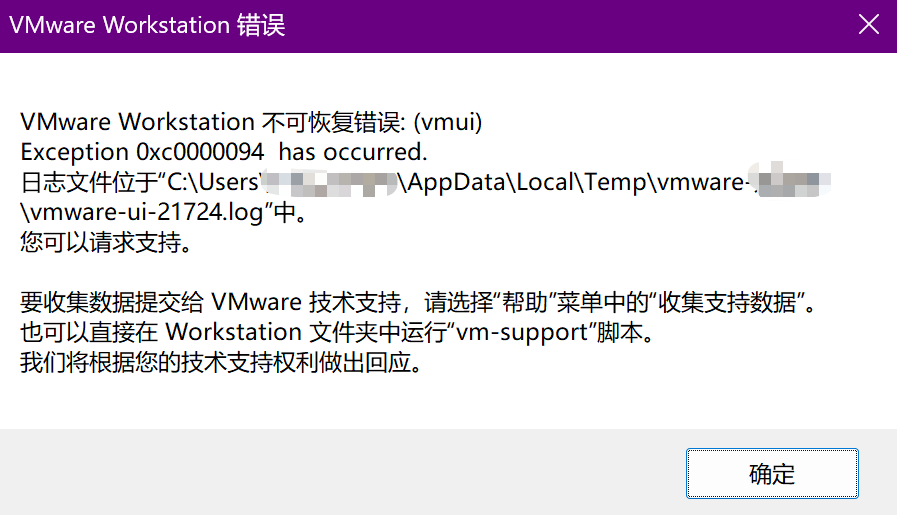 VMware Workstation 错误
VMware Workstation 不可恢复错误: (vmui)
Exception 0xc0000094  has occurred.
日志文件位于“C:\Users\ \AppData\Local\Temp\vmware-
\vmware-ui-21724.log”中。
您可以请求支持。
要收集数据提交给 VMware 技术支持，请选择“帮助”菜单中的“收集支持数据”。
也可以直接在 Workstation 文件夹中运行“vm-support”脚本。
我们将根据您的技术支持权利做出回应。
确定